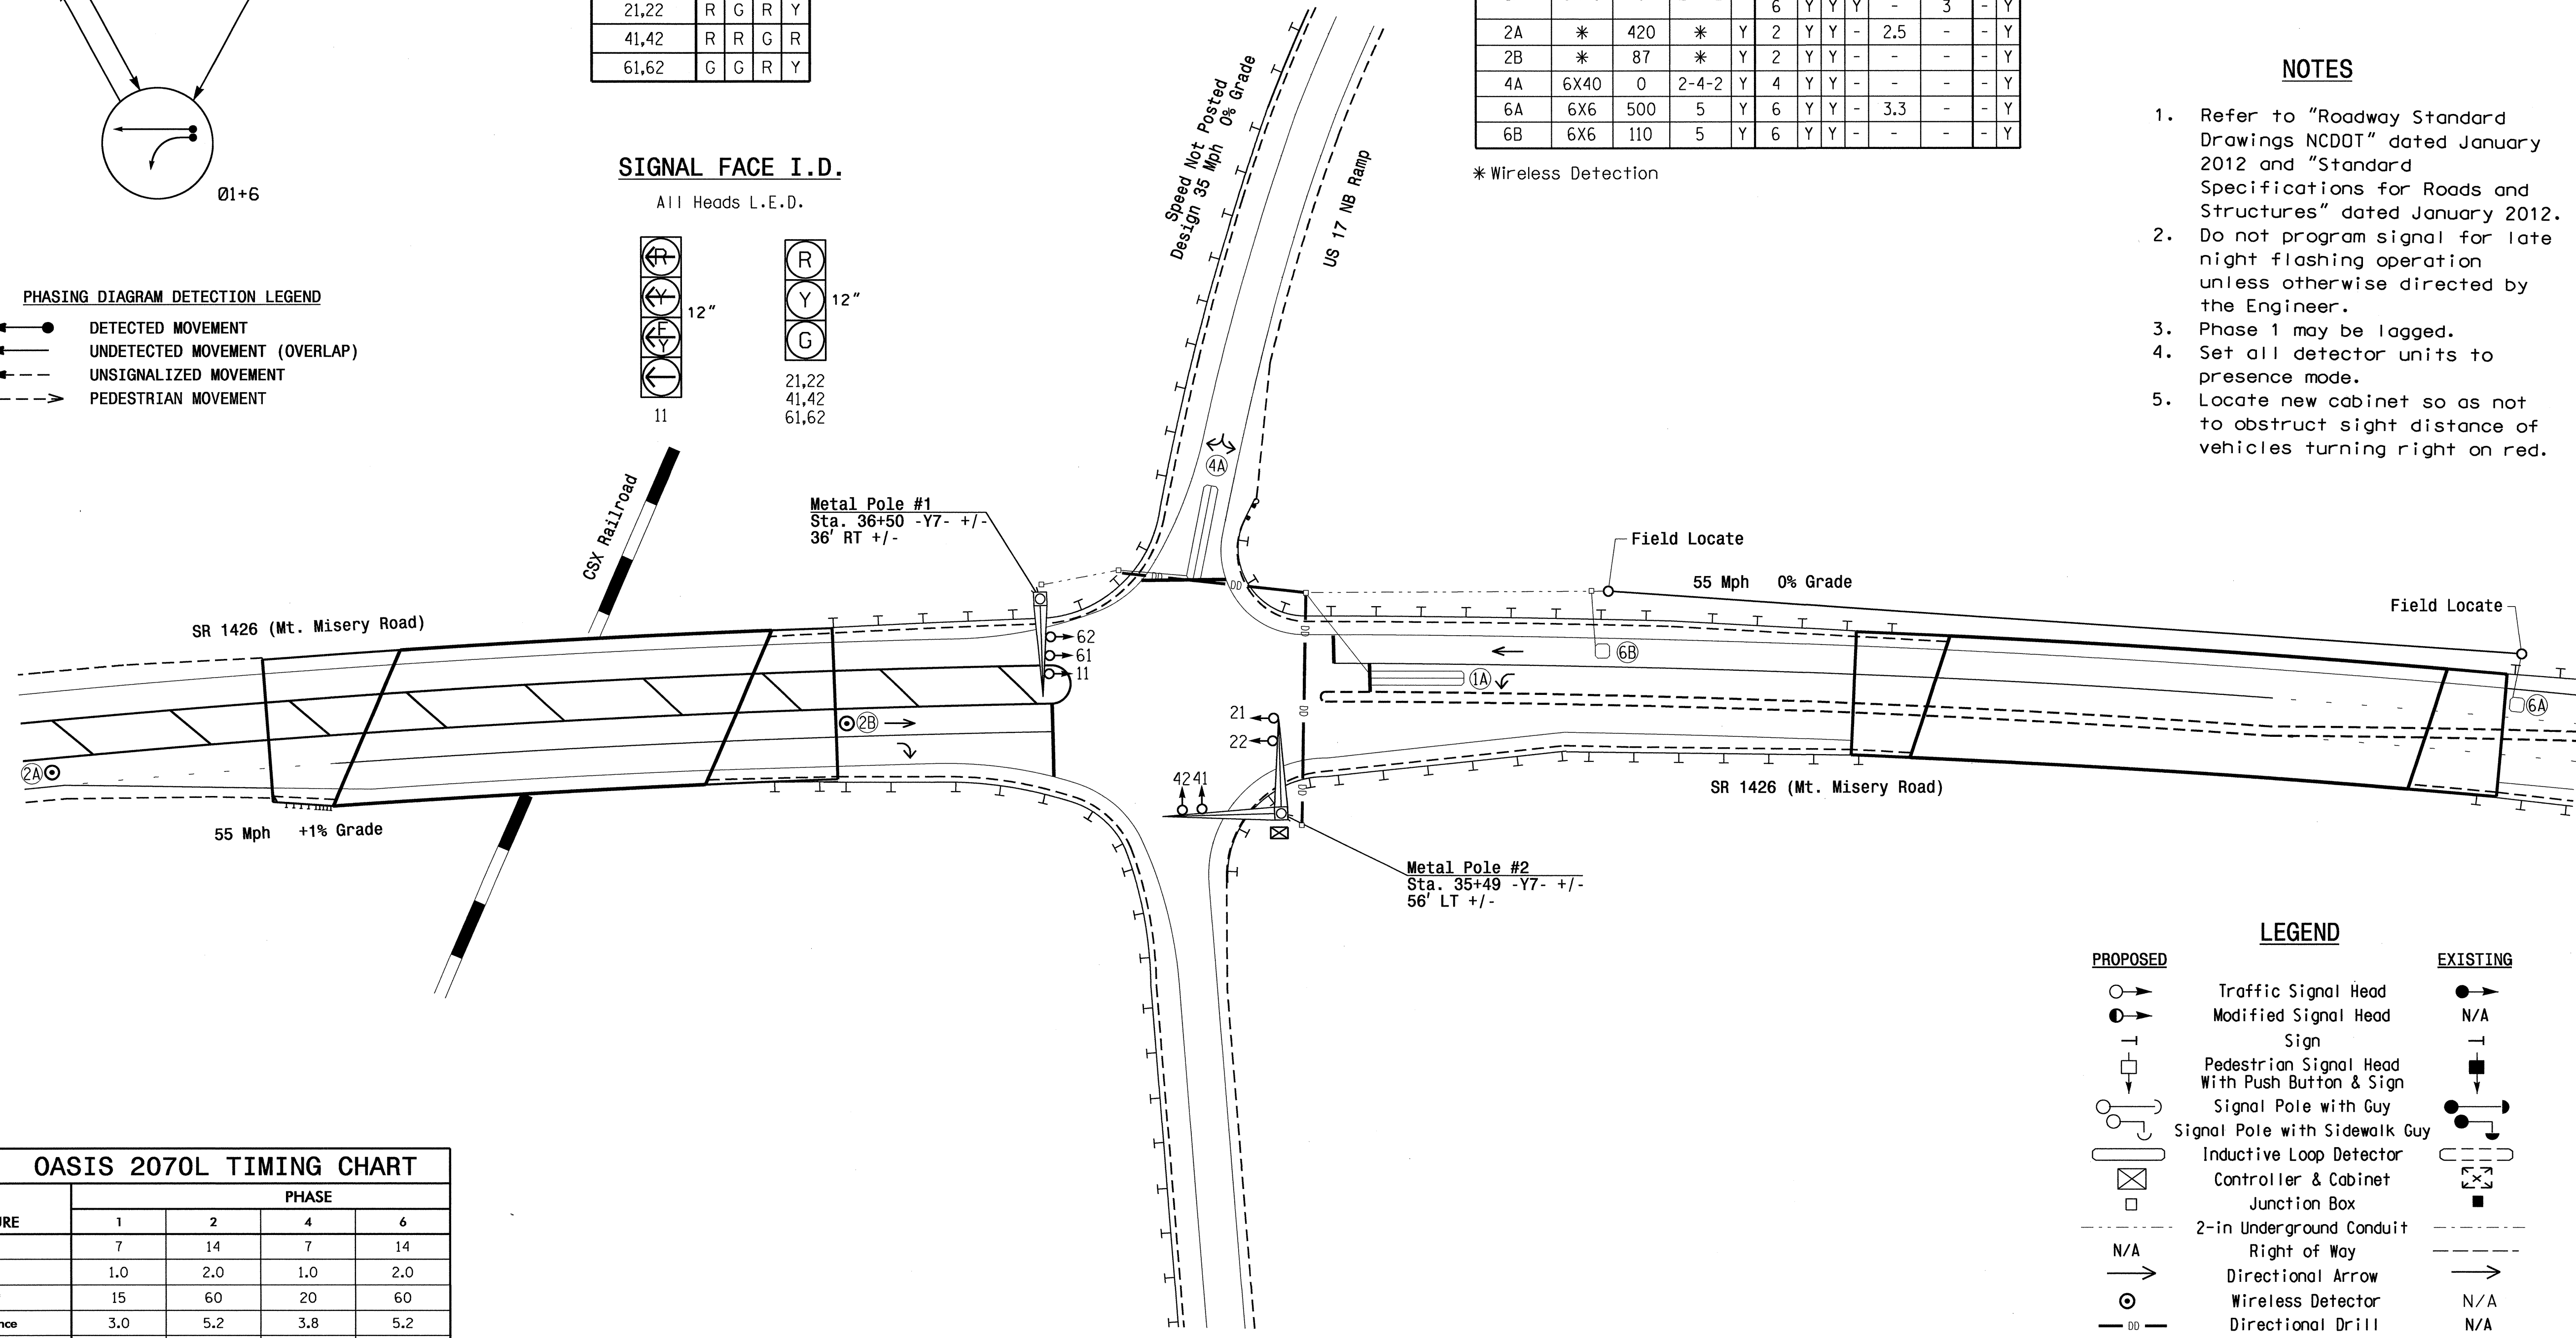 21,22 R G R Y
41,42 R R G R
61,62 G G R Y
6 Y Y Y - 3 - Y
2A * 420 * Y 2 Y Y - 2.5 - - Y
2B * 87 * Y 2 Y Y - - - - Y
4A 6X40 0 2-4-2 Y 4 Y Y - - - - Y
6A 6X6 500 5 Y 6 Y Y - 3.3 - - Y
6B 6X6 110 5 Y 6 Y Y - - - - Y
* Wireless Detection
Ø1+6
SIGNAL FACE I.D.
All Heads L.E.D.
R
Y
F
Y
12"
11
R
Y
G
12"
21,22
41,42
61,62
PHASING DIAGRAM DETECTION LEGEND
DETECTED MOVEMENT
UNDETECTED MOVEMENT (OVERLAP)
UNSIGNALIZED MOVEMENT
PEDESTRIAN MOVEMENT
Speed Not Posted
Design 35 Mph 0% Grade
US 17 NB Ramp
NOTES
1. Refer to "Roadway Standard
Drawings NCDOT" dated January
2012 and "Standard
Specifications for Roads and
Structures" dated January 2012.
2. Do not program signal for late
night flashing operation
unless otherwise directed by
the Engineer.
3. Phase 1 may be lagged.
4. Set all detector units to
presence mode.
5. Locate new cabinet so as not
to obstruct sight distance of
vehicles turning right on red.
CSX Railroad
Metal Pole #1
Sta. 36+50 -Y7- +/-
36' RT +/-
4A
DD
DD
Field Locate
55 Mph 0% Grade
Field Locate
SR 1426 (Mt. Misery Road)
62
61
11
DD
6B
1A
6A
2B
21
22
DD
DD
2A
42 41
DD
SR 1426 (Mt. Misery Road)
55 Mph +1% Grade
Metal Pole #2
Sta. 35+49 -Y7- +/-
56' LT +/-
LEGEND
PROPOSED EXISTING
Traffic Signal Head
Modified Signal Head N/A
Sign
Pedestrian Signal Head
With Push Button & Sign
Signal Pole with Guy
Signal Pole with Sidewalk Guy
Inductive Loop Detector
Controller & Cabinet
Junction Box
2-in Underground Conduit
N/A Right of Way
Directional Arrow
Wireless Detector N/A
DD Directional Drill N/A
OASIS 2070L TIMING CHART
PHASE
URE 1 2 4 6
7 14 7 14
1.0 2.0 1.0 2.0
15 60 20 60
nce 3.0 5.2 3.8 5.2